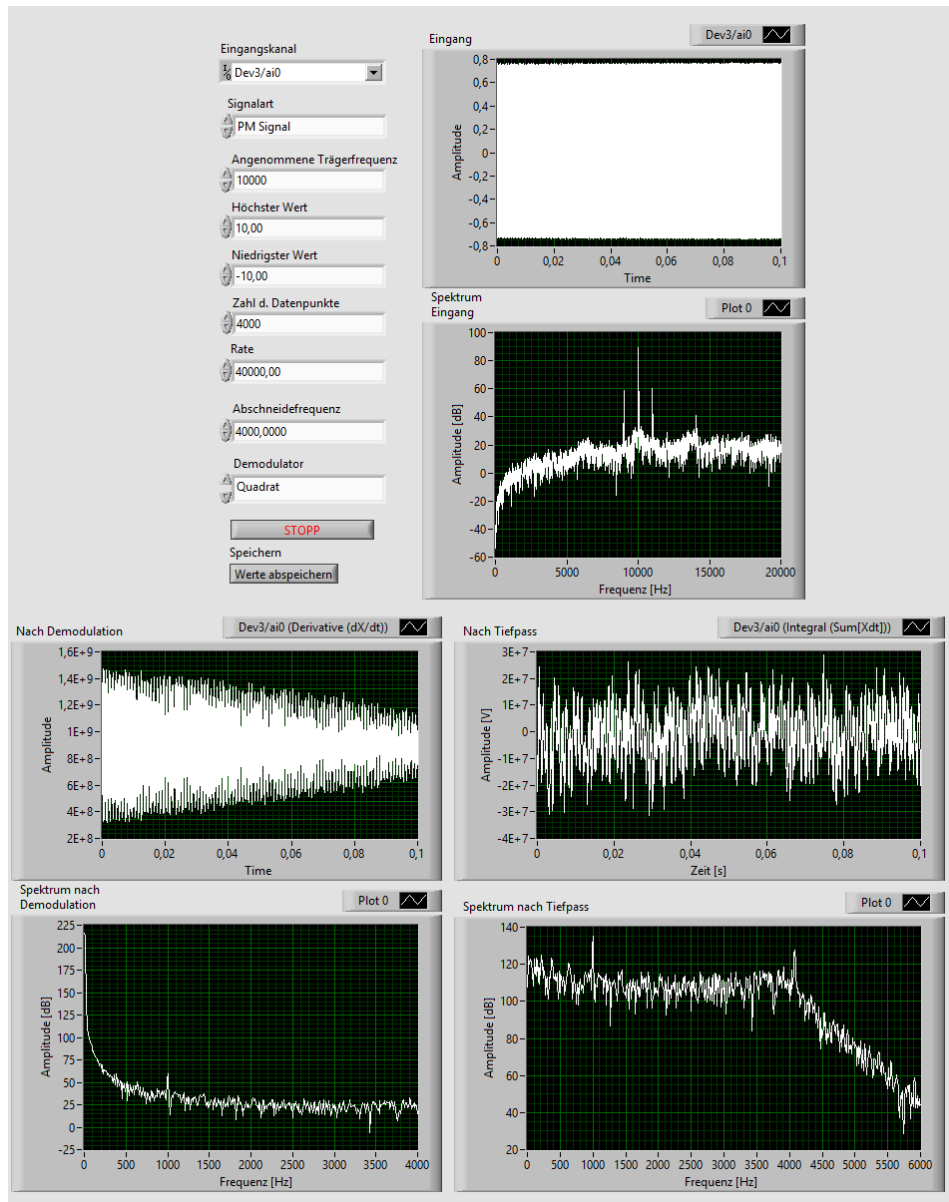 Eingangskanal
Dev3/ai0
Signalart
PM Signal
Angenommene Trägerfrequenz
10000
Höchster Wert
10,00
Niedrigster Wert
-10,00
Zahl d. Datenpunkte
4000
Rate
40000,00
Abschneidefrequenz
4000,0000
Demodulator
Quadrat
STOPP
Speichern
Werte abspeichern
Eingang
Dev3/ai0
0,8
0,6
0,4
0,2
0
-0,2
-0,4
-0,6
-0,8
Amplitude
0 0,02 0,04 0,06 0,08 0,1
Time
Spektrum
Eingang
Plot 0
100
80
60
40
20
0
-20
-40
-60
Amplitude [dB]
0 5000 10000 15000 20000
Frequenz [Hz]
Nach Demodulation
Dev3/ai0 (Derivative (dX/dt))
1,6E+9
1,4E+9
1,2E+9
1E+9
8E+8
6E+8
4E+8
2E+8
Amplitude
0 0,02 0,04 0,06 0,08 0,1
Time
Nach Tiefpass
Dev3/ai0 (Integral (Sum[Xdt]))
3E+7
2E+7
1E+7
0
-1E+7
-2E+7
-3E+7
-4E+7
Amplitude [V]
0 0,02 0,04 0,06 0,08 0,1
Zeit [s]
Spektrum nach
Demodulation
Plot 0
225
200
175
150
125
100
75
50
25
0
-25
Amplitude [dB]
0 500 1000 1500 2000 2500 3000 3500 4000
Frequenz [Hz]
Spektrum nach Tiefpass
Plot 0
140
120
100
80
60
40
20
Amplitude [dB]
0 500 1000 1500 2000 2500 3000 3500 4000 4500 5000 5500 6000
Frequenz [Hz]